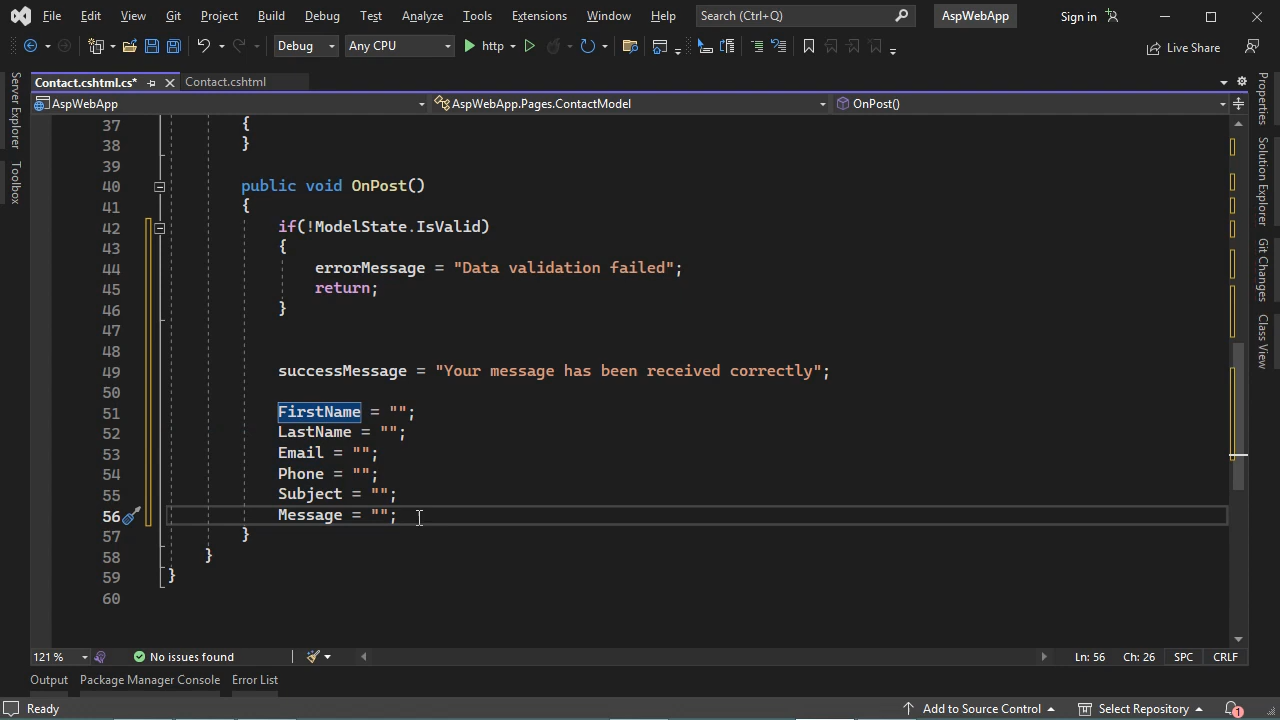 File Edit View Git Project Build Debug Test Analyze Tools Extensions Window Help Search (Ctrl+Q) AspWebApp Sign in
Debug Any CPU http Live Share
Contact.cshtml.cs* Contact.cshtml
AspWebApp AspWebApp.Pages.ContactModel OnPost()
Server Explorer
Toolbox
37 {
38 }
39
40 public void OnPost()
41 {
42 if(!ModelState.IsValid)
43 {
44 errorMessage = "Data validation failed";
45 return;
46 }
47
48
49 successMessage = "Your message has been received correctly";
50
51 FirstName = "";
52 LastName = "";
53 Email = "";
54 Phone = "";
55 Subject = "";
56 Message = "";
57 }
58 }
59 }
60
Properties
Solution Explorer
Git Changes
Class View
121 % No issues found Ln: 56 Ch: 26 SPC CRLF
Output Package Manager Console Error List
Ready Add to Source Control Select Repository 1